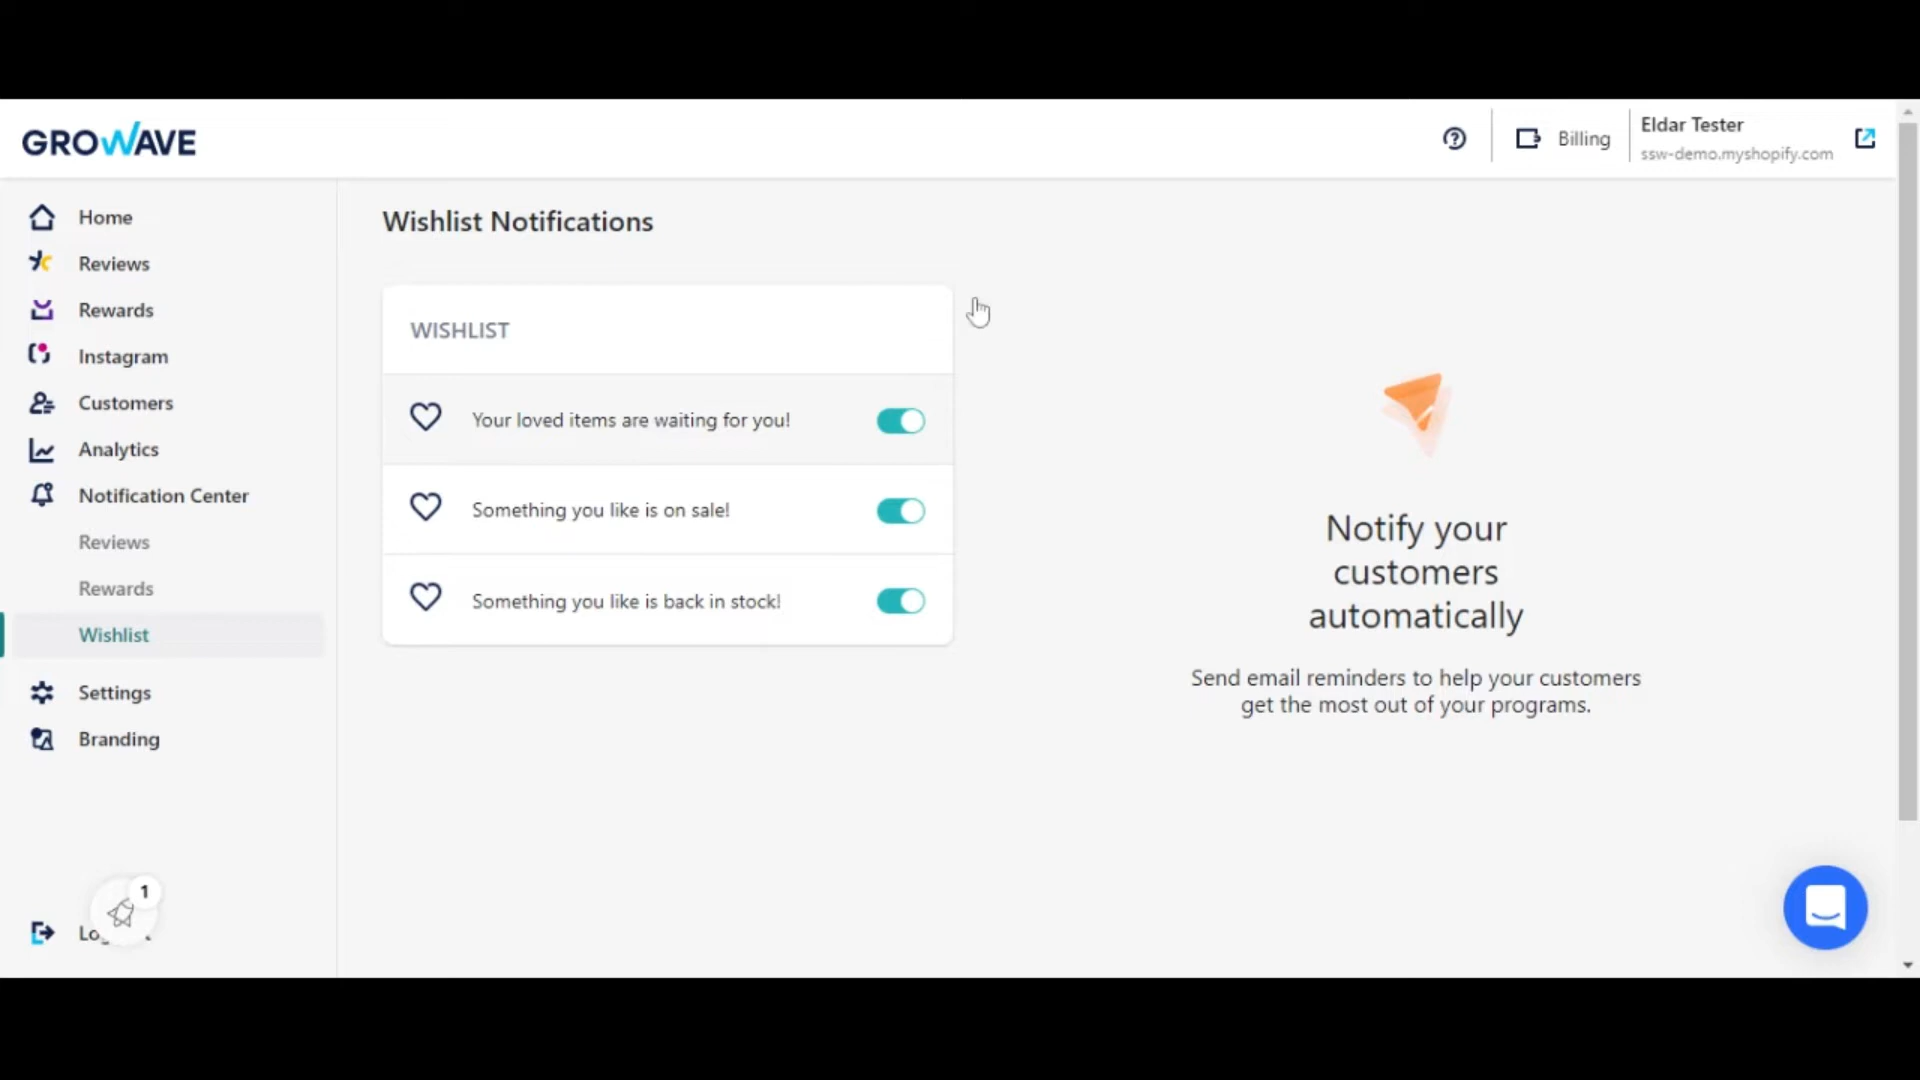 GROWAVE
Billing
Eldar Tester
ssw-demo.myshopify.com
Home
Reviews
Rewards
Instagram
Customers
Analytics
Notification Center
Reviews
Rewards
Wishlist
Settings
Branding
1
Wishlist Notifications
WISHLIST
Your loved items are waiting for you!
Something you like is on sale!
Something you like is back in stock!
Notify your
customers
automatically
Send email reminders to help your customers
get the most out of your programs.